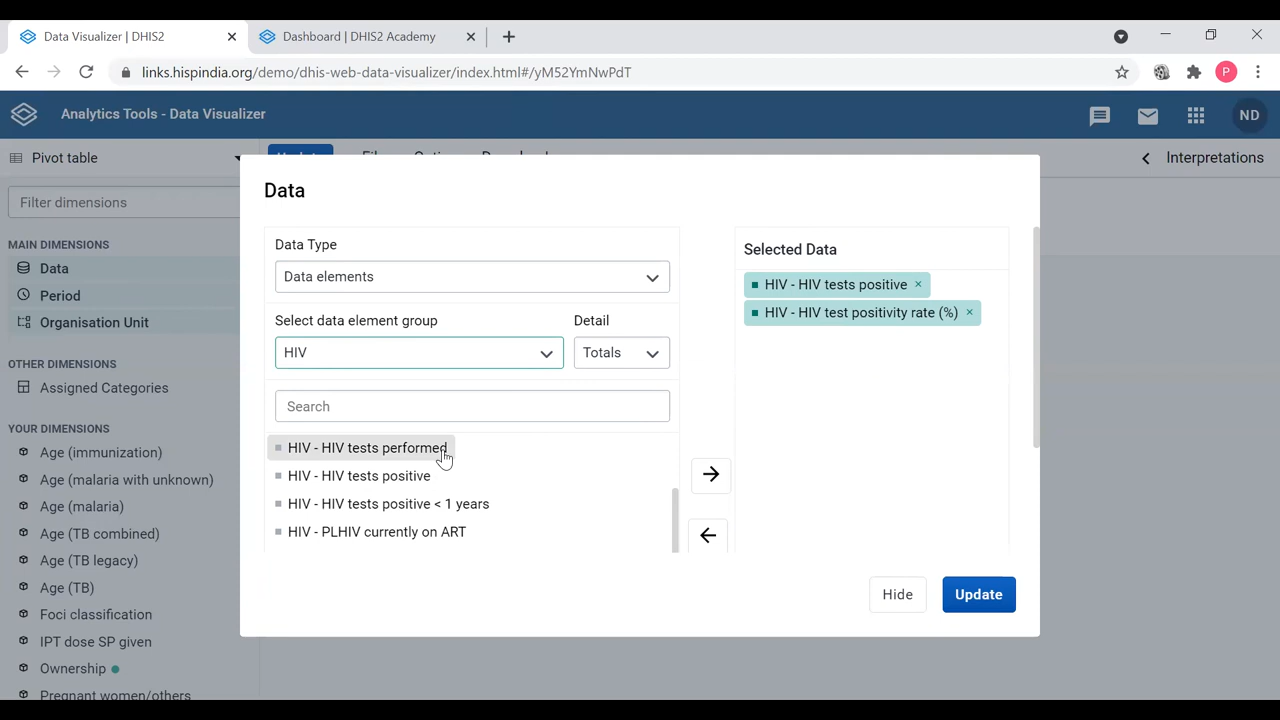 Data Visualizer | DHIS2
Dashboard | DHIS2 Academy
links.hispindia.org/demo/dhis-web-data-visualizer/index.html#/yM52YmNwPdT
P
Analytics Tools - Data Visualizer
ND
Pivot table
Interpretations
Filter dimensions
MAIN DIMENSIONS
Data
Period
Organisation Unit
OTHER DIMENSIONS
Assigned Categories
YOUR DIMENSIONS
Age (immunization)
Age (malaria with unknown)
Age (malaria)
Age (TB combined)
Age (TB legacy)
Age (TB)
Foci classification
IPT dose SP given
Ownership
Pregnant women/others
Data
Data Type
Data elements
Select data element group
Detail
HIV
Totals
Search
HIV - HIV tests performed
HIV - HIV tests positive
HIV - HIV tests positive < 1 years
HIV - PLHIV currently on ART
Selected Data
HIV - HIV tests positive
HIV - HIV test positivity rate (%)
Hide
Update